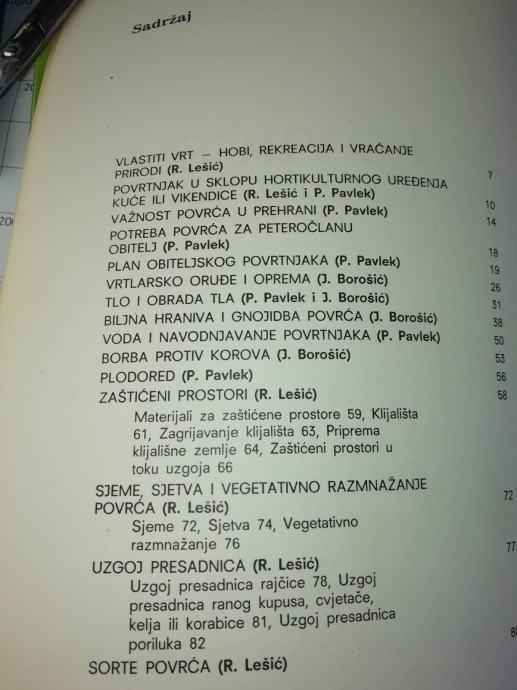 Sadržaj
VLASTITI VRT – HOBI, REKREACIJA I VRAĆANJE
PRIRODI (R. Lešić) 7
POVRTNJAK U SKLOPU HORTIKULTURNOG UREĐENJA
KUĆE ILI VIKENDICE (R. Lešić i P. Pavlek) 10
VAŽNOST POVRĆA U PREHRANI (P. Pavlek) 14
POTREBA POVRĆA ZA PETEROČLANU
OBITELJ (P. Pavlek) 18
PLAN OBITELJSKOG POVRTNJAKA (P. Pavlek) 19
VRTLARSKO ORUĐE I OPREMA (J. Borošić) 26
TLO I OBRADA TLA (P. Pavlek i J. Borošić) 31
BILJNA HRANIVA I GNOJIDBA POVRĆA (J. Borošić) 38
VODA I NAVODNJAVANJE POVRTNJAKA (P. Pavlek) 50
BORBA PROTIV KOROVA (J. Borošić) 53
PLODORED (P. Pavlek) 56
ZAŠTIĆENI PROSTORI (R. Lešić) 58
Materijali za zaštićene prostore 59, Klijališta
61, Zagrijavanje klijališta 63, Priprema
klijališne zemlje 64, Zaštićeni prostori u
toku uzgoja 66
SJEME, SJETVA I VEGETATIVNO RAZMNAŽANJE
POVRĆA (R. Lešić) 72
Sjeme 72, Sjetva 74, Vegetativno
razmnažanje 76
UZGOJ PRESADNICA (R. Lešić) 77
Uzgoj presadnica rajčice 78, Uzgoj
presadnica ranog kupusa, cvjetače,
kelja ili korabice 81, Uzgoj presadnica
poriluka 82
SORTE POVRĆA (R. Lešić)